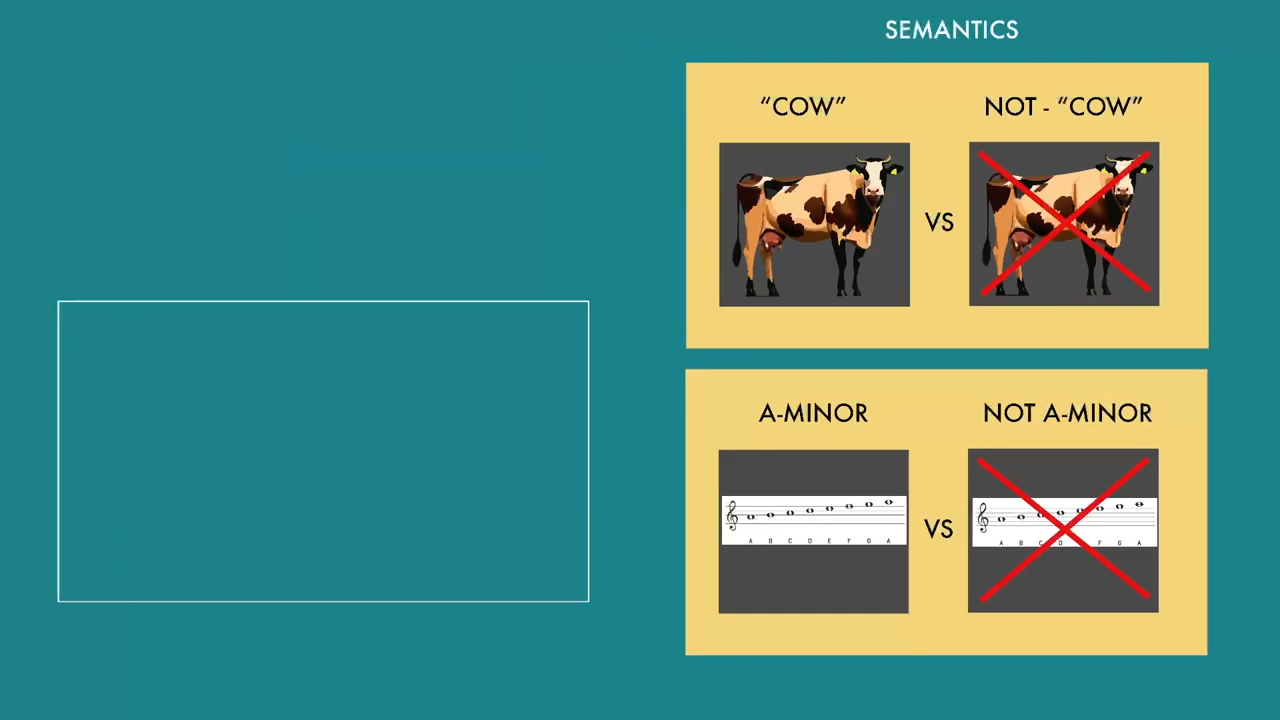 SEMANTICS
“COW”
NOT - “COW”
VS
A-MINOR
NOT A-MINOR
A B C D E F G A
VS
A B C D F G A